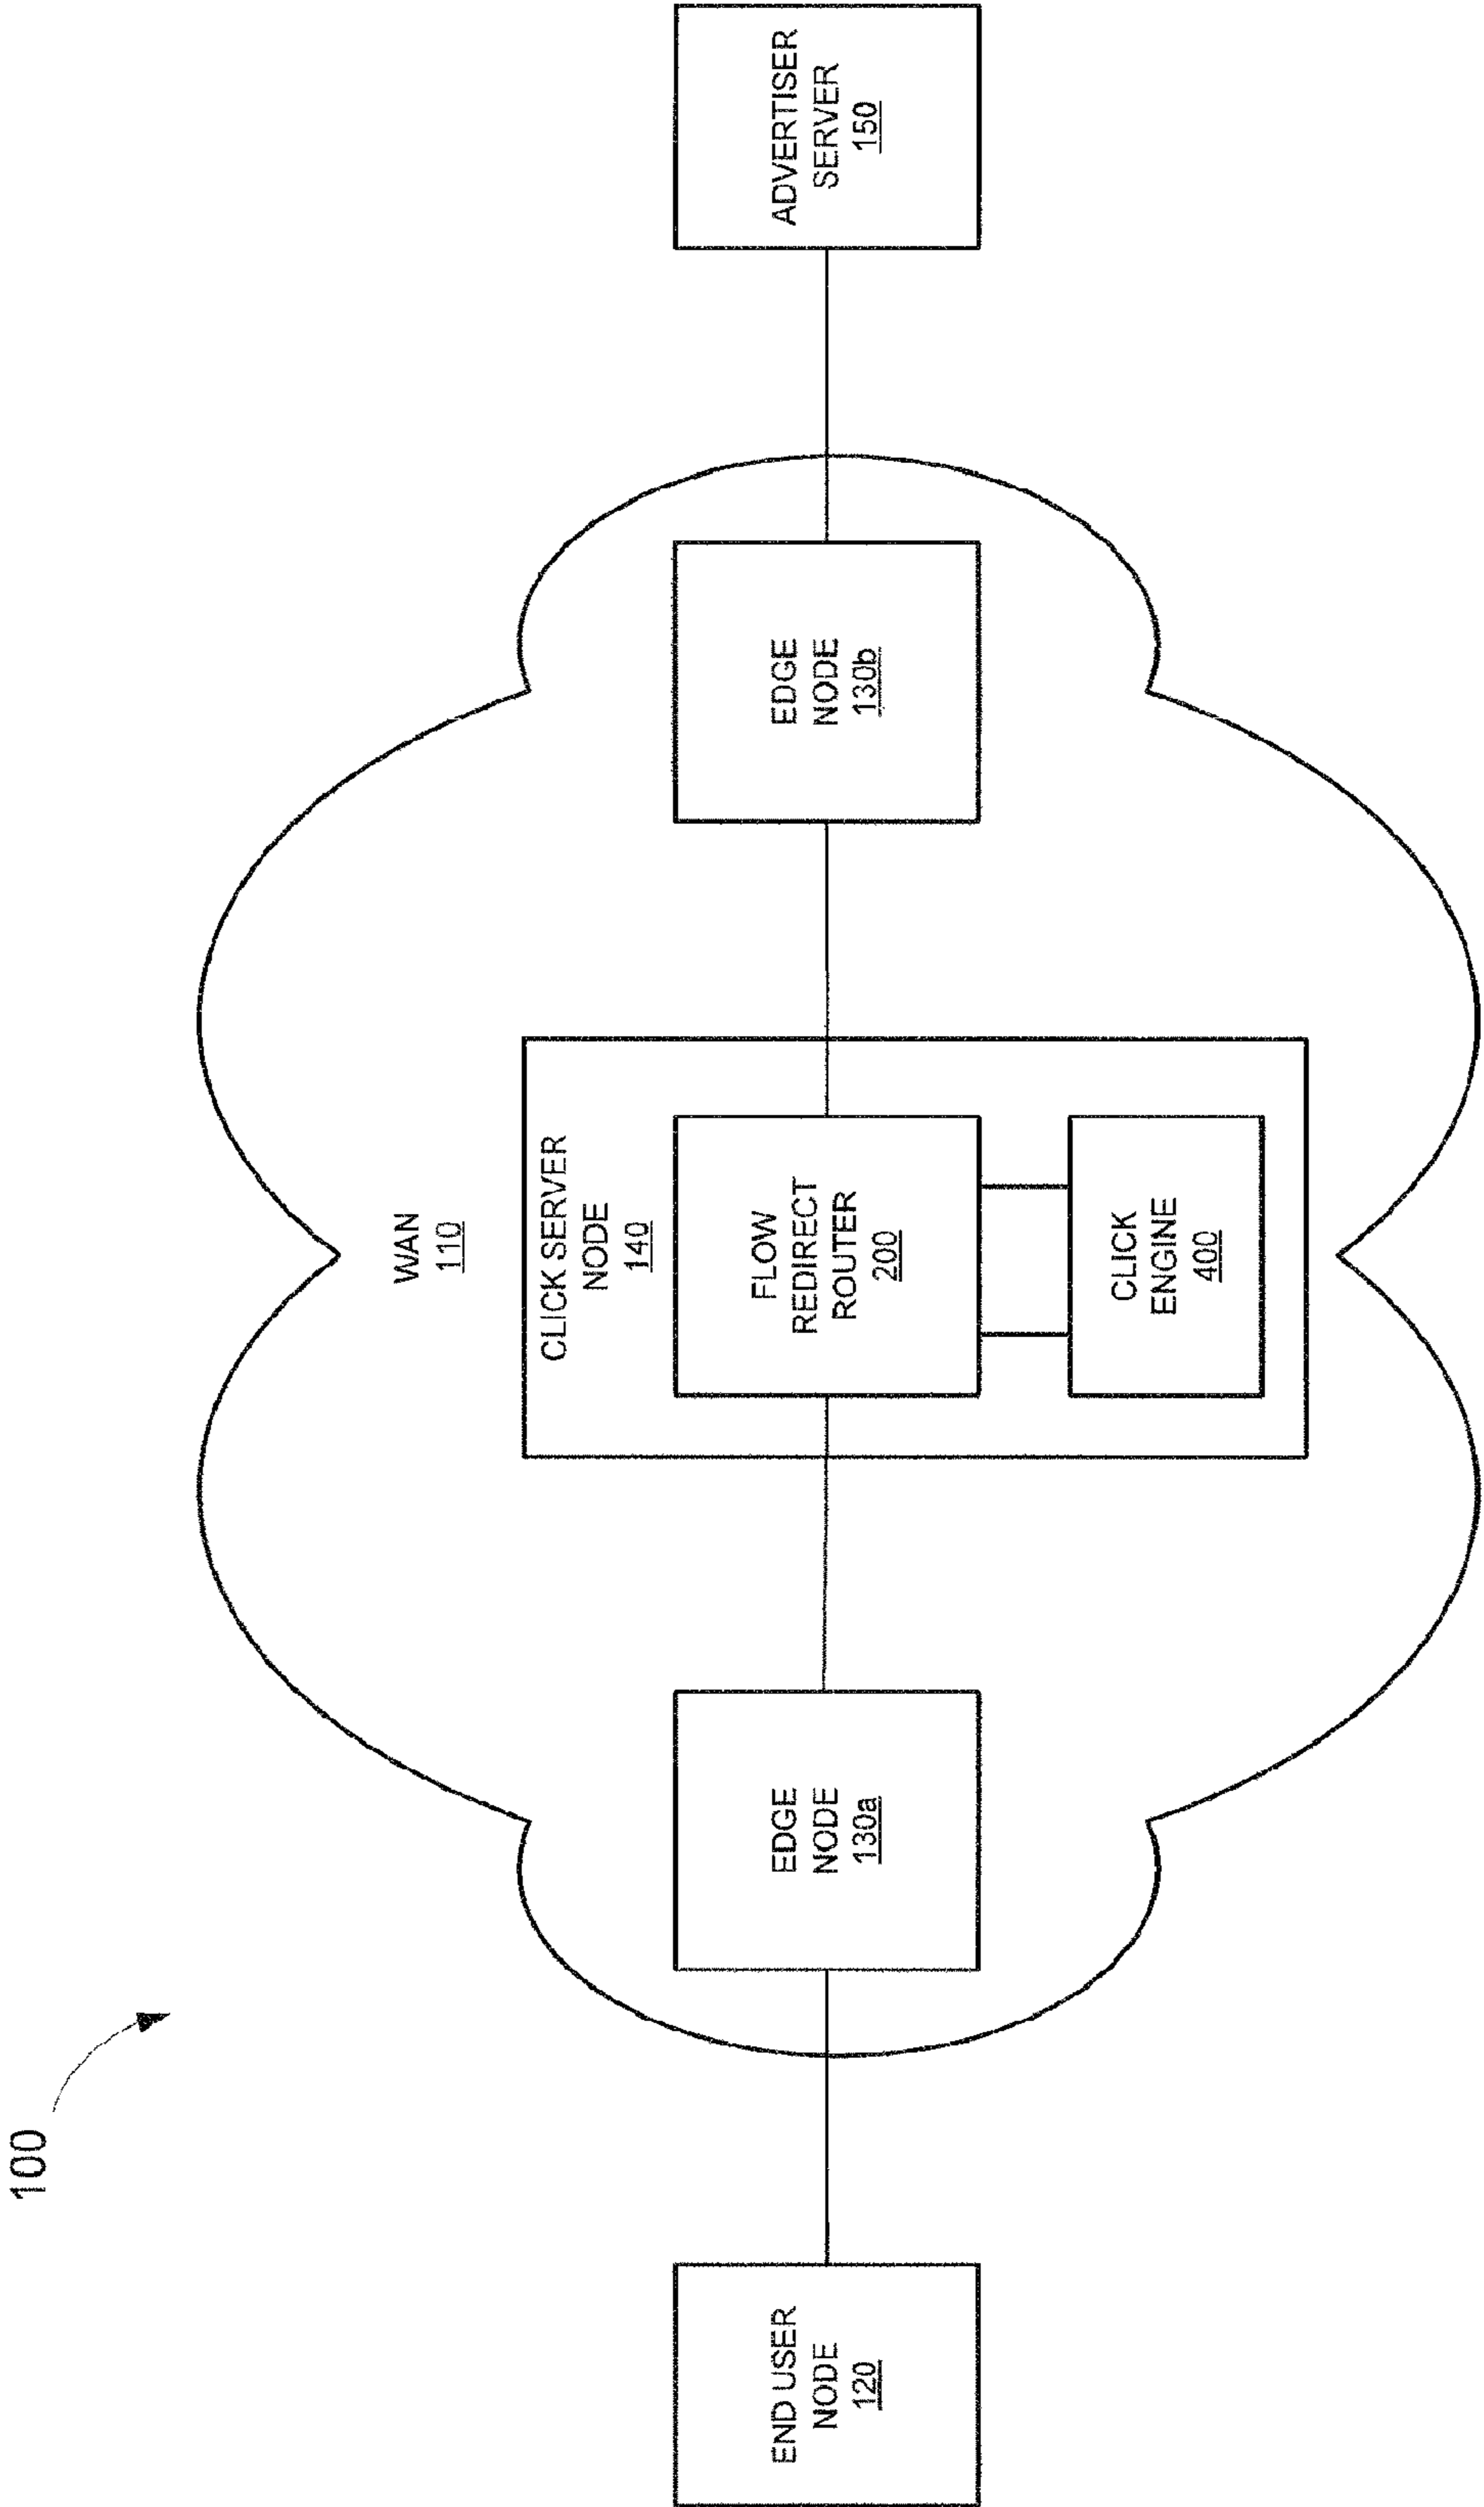 100
WAN
110
END USER
NODE
120
EDGE
NODE
130a
CLICK SERVER
NODE
140
FLOW
REDIRECT
ROUTER
200
CLICK
ENGINE
400
EDGE
NODE
130b
ADVERTISER
SERVER
150